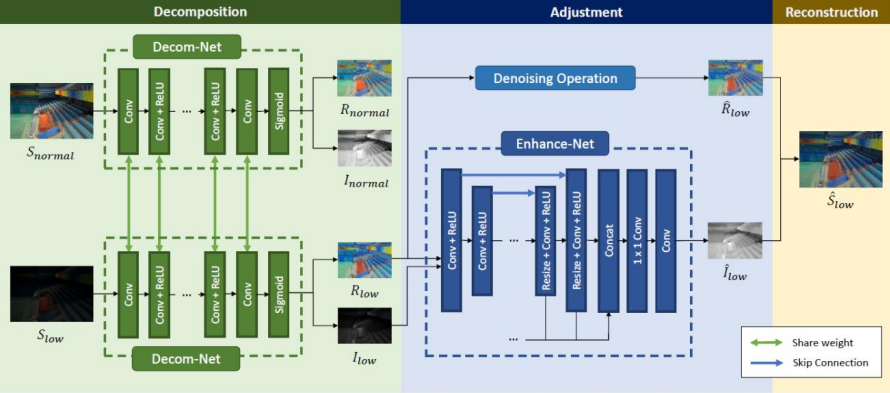 Decomposition
Adjustment
Reconstruction
Decom-Net
Conv
Conv + ReLU
...
Conv + ReLU
Conv
Sigmoid
S_normal
R_normal
I_normal
Denoising Operation
R̂_low
Enhance-Net
Conv + ReLU
Conv + ReLU
...
Resize + Conv + ReLU
Resize + Conv + ReLU
Concat
1 x 1 Conv
Conv
...
Î_low
Ŝ_low
Conv
Conv + ReLU
...
Conv + ReLU
Conv
Sigmoid
Decom-Net
S_low
R_low
I_low
Share weight
Skip Connection